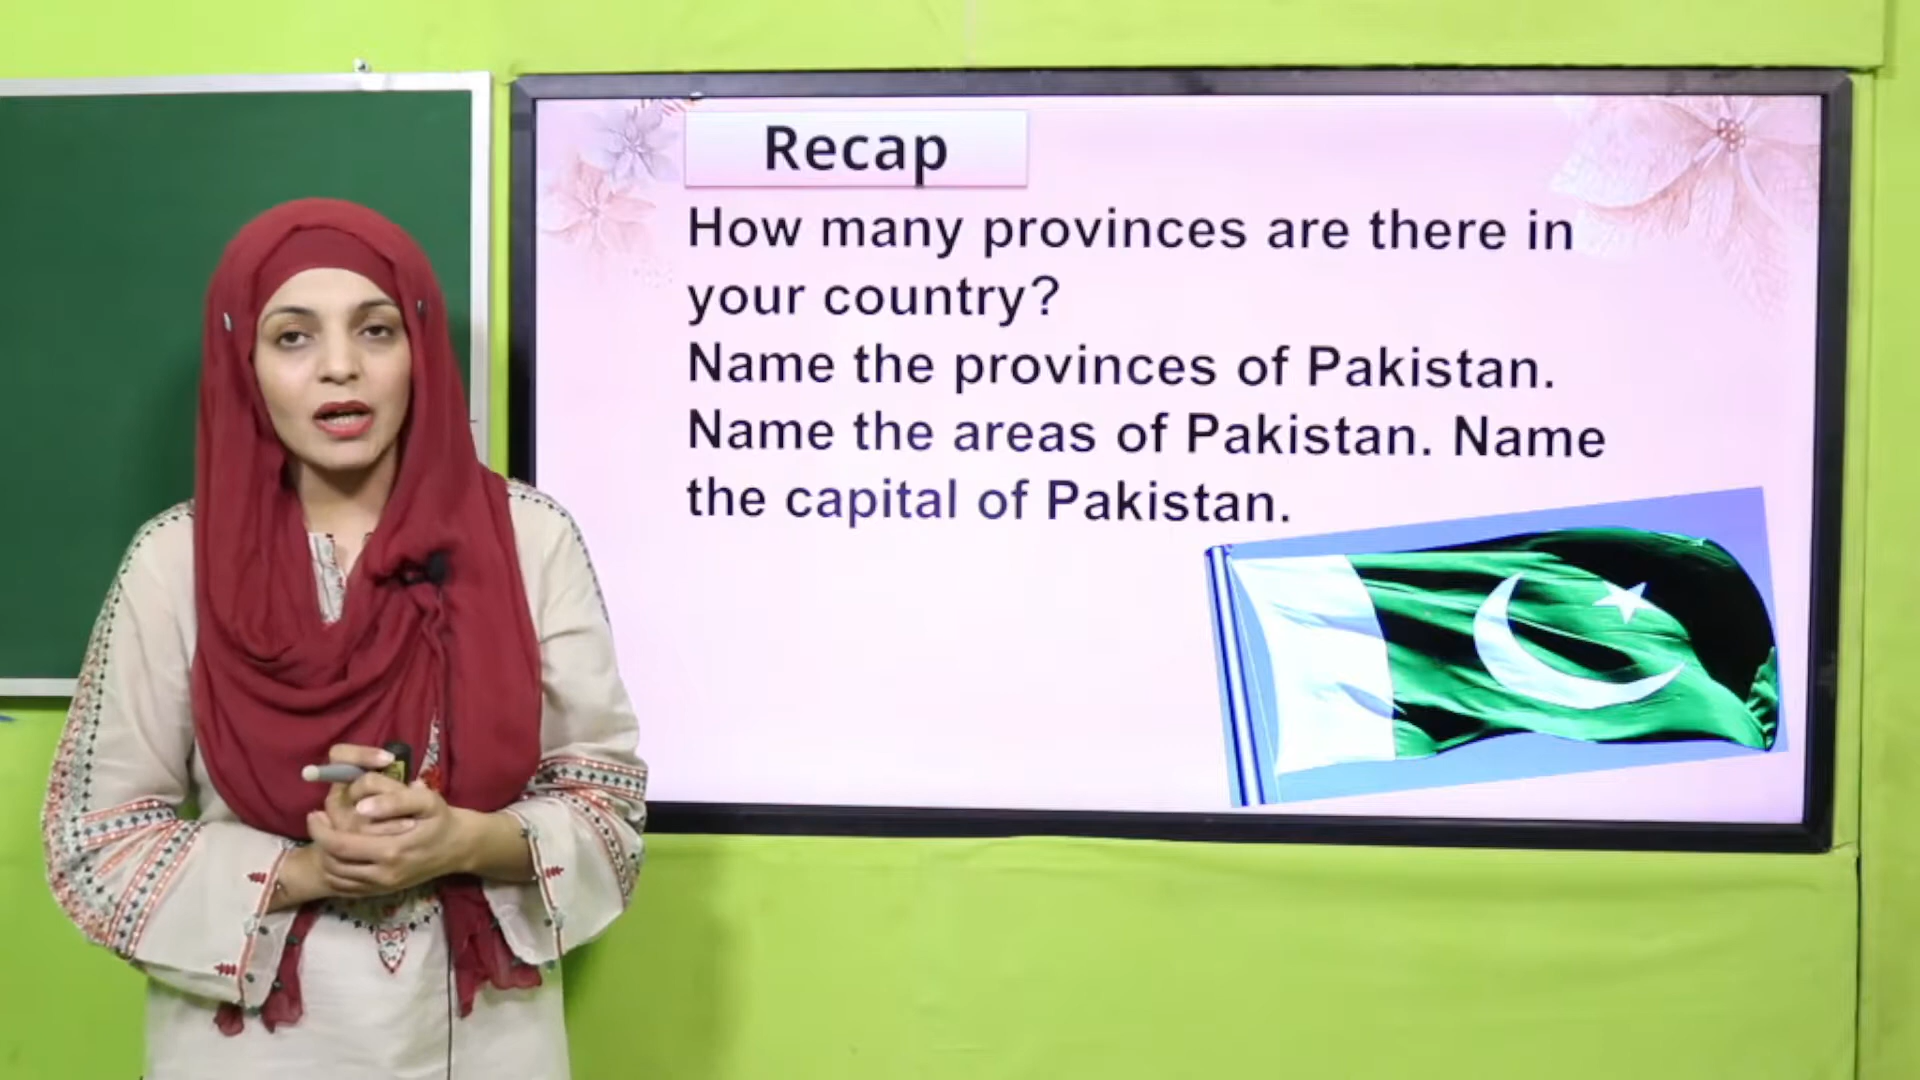 Recap
How many provinces are there in
your country?
Name the provinces of Pakistan.
Name the areas of Pakistan. Name
the capital of Pakistan.